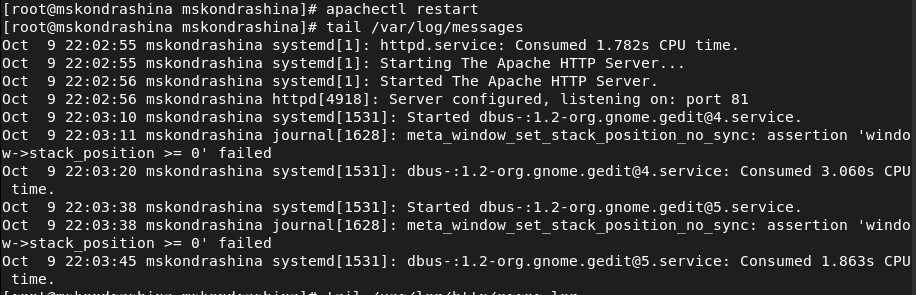 [root@mskondrashina mskondrashina]# apachectl restart
[root@mskondrashina mskondrashina]# tail /var/log/messages
Oct  9 22:02:55 mskondrashina systemd[1]: httpd.service: Consumed 1.782s CPU time.
Oct  9 22:02:55 mskondrashina systemd[1]: Starting The Apache HTTP Server...
Oct  9 22:02:56 mskondrashina systemd[1]: Started The Apache HTTP Server.
Oct  9 22:02:56 mskondrashina httpd[4918]: Server configured, listening on: port 81
Oct  9 22:03:10 mskondrashina systemd[1531]: Started dbus-:1.2-org.gnome.gedit@4.service.
Oct  9 22:03:11 mskondrashina journal[1628]: meta_window_set_stack_position_no_sync: assertion 'windo
w->stack_position >= 0' failed
Oct  9 22:03:20 mskondrashina systemd[1531]: dbus-:1.2-org.gnome.gedit@4.service: Consumed 3.060s CPU
 time.
Oct  9 22:03:38 mskondrashina systemd[1531]: Started dbus-:1.2-org.gnome.gedit@5.service.
Oct  9 22:03:38 mskondrashina journal[1628]: meta_window_set_stack_position_no_sync: assertion 'windo
w->stack_position >= 0' failed
Oct  9 22:03:45 mskondrashina systemd[1531]: dbus-:1.2-org.gnome.gedit@5.service: Consumed 1.863s CPU
 time.
[root@mskondrashina mskondrashina]# tail